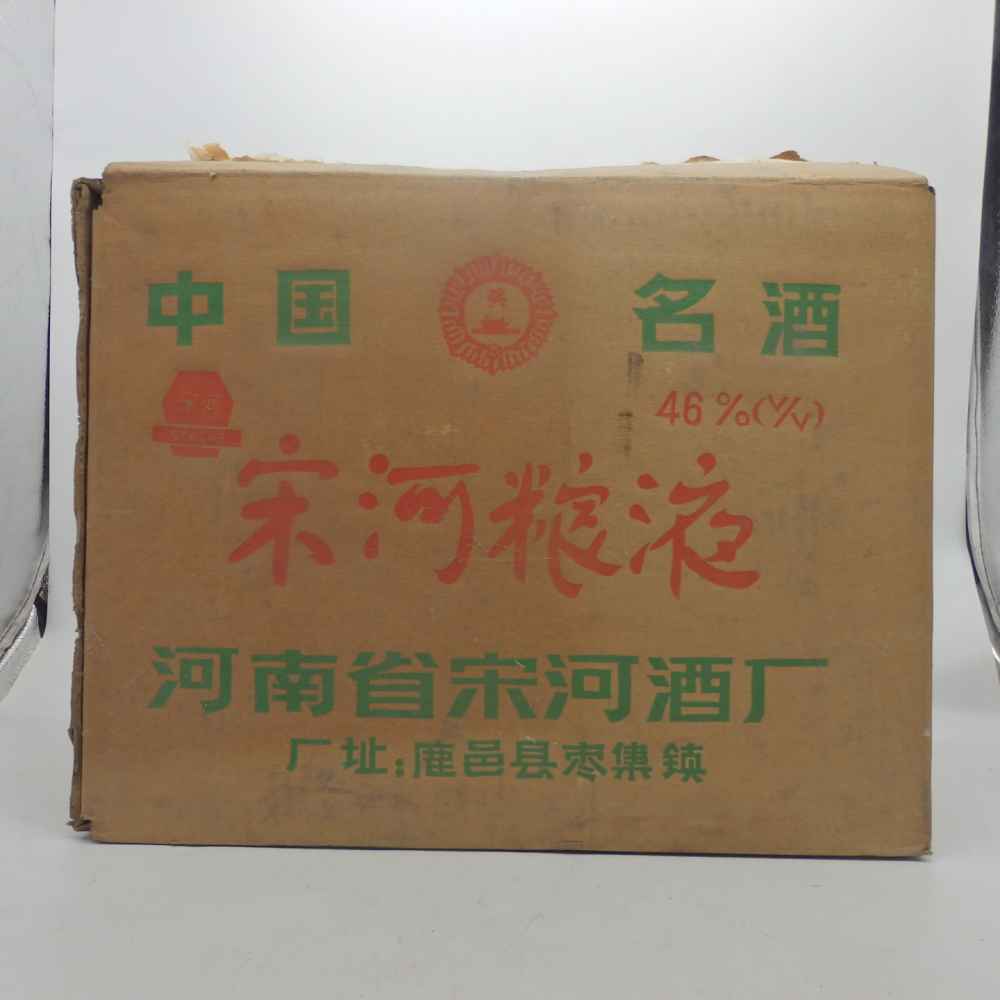 中国 名酒
46%(V/V)
宋河粮液
河南省宋河酒厂
厂址:鹿邑县枣集镇